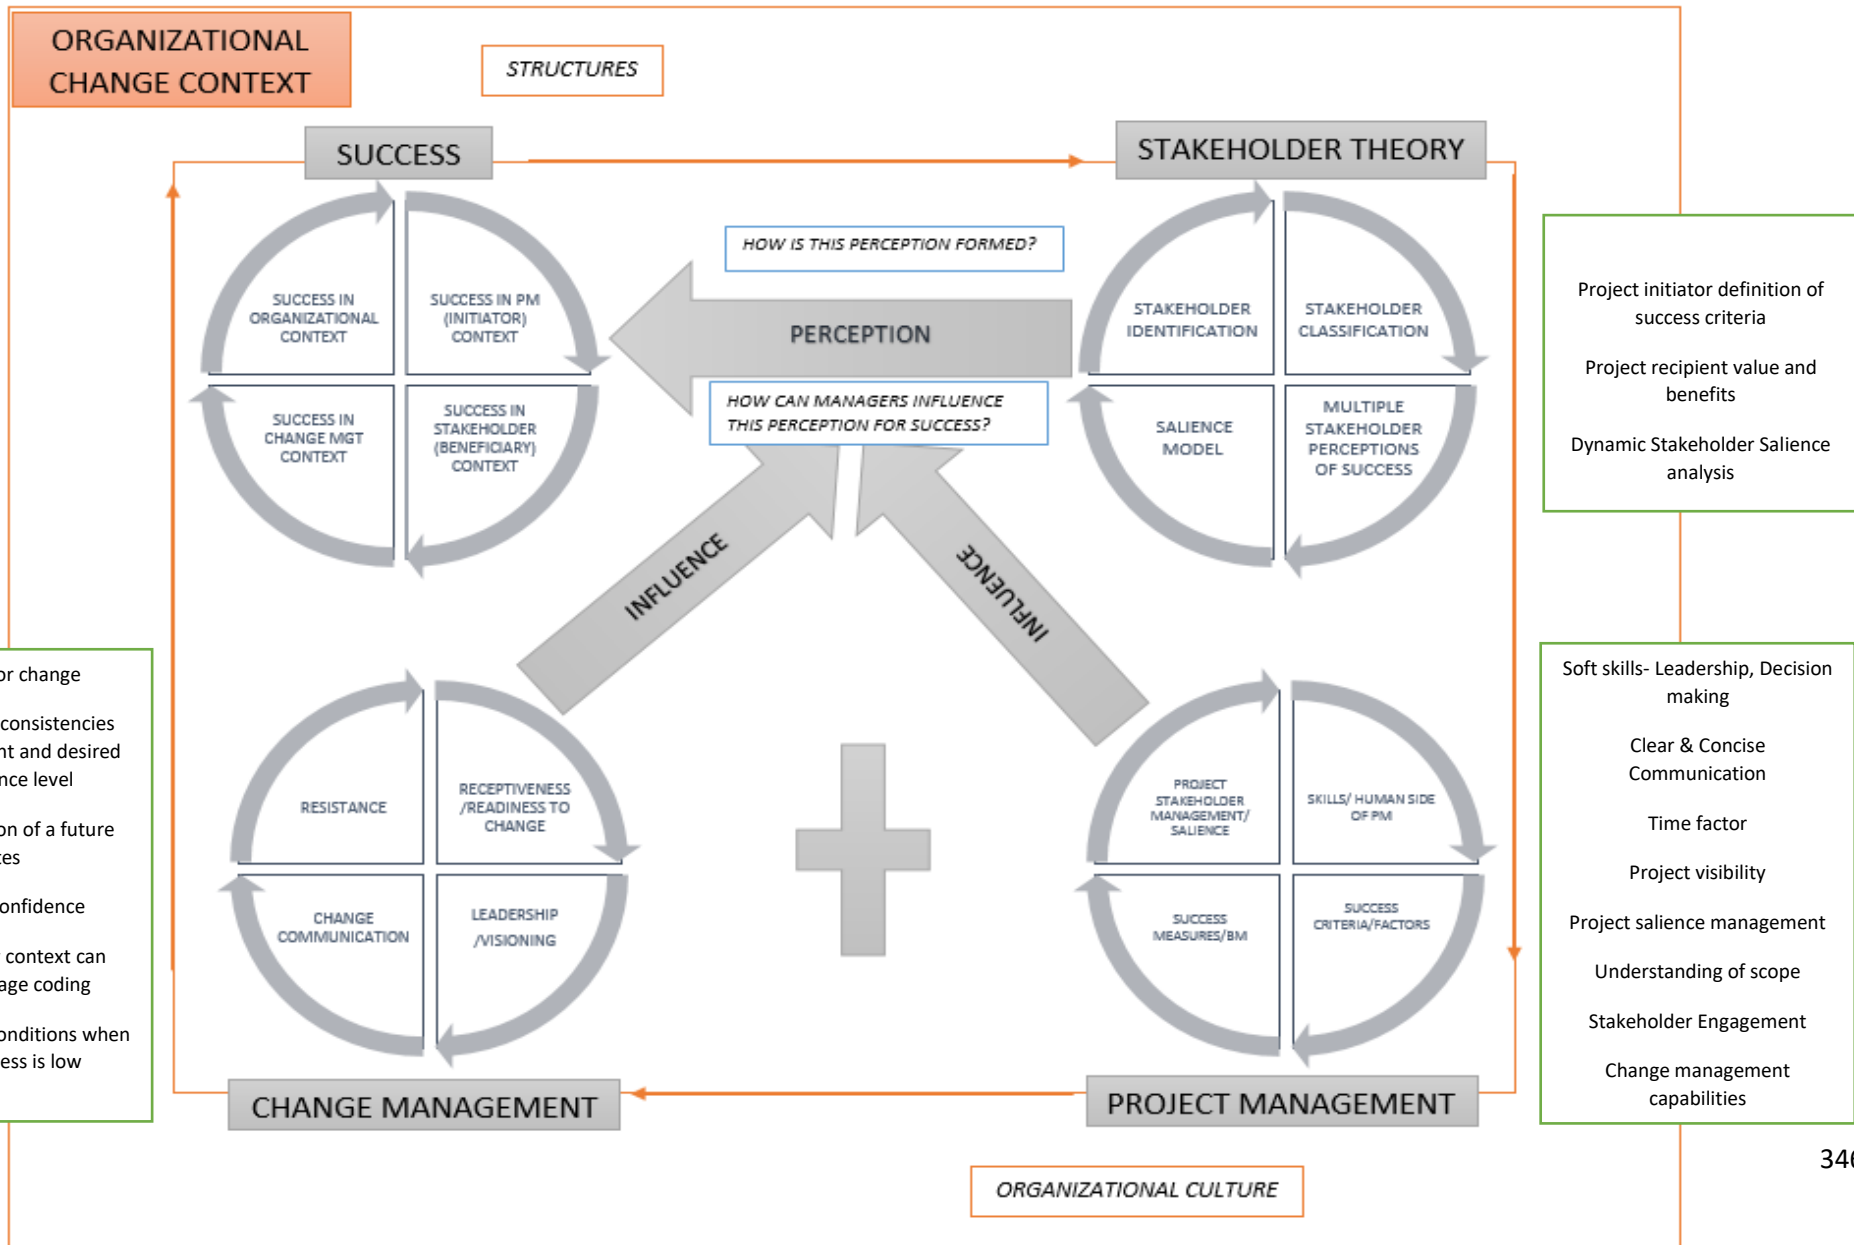 ORGANIZATIONAL
CHANGE CONTEXT
STRUCTURES
SUCCESS
STAKEHOLDER THEORY
SUCCESS IN
ORGANIZATIONAL
CONTEXT
SUCCESS IN PM
(INITIATOR)
CONTEXT
SUCCESS IN
CHANGE MGT
CONTEXT
SUCCESS IN
STAKEHOLDER
(BENEFICIARY)
CONTEXT
HOW IS THIS PERCEPTION FORMED?
PERCEPTION
HOW CAN MANAGERS INFLUENCE
THIS PERCEPTION FOR SUCCESS?
STAKEHOLDER
IDENTIFICATION
STAKEHOLDER
CLASSIFICATION
SALIENCE
MODEL
MULTIPLE
STAKEHOLDER
PERCEPTIONS
OF SUCCESS
Project initiator definition of
success criteria
Project recipient value and
benefits
Dynamic Stakeholder Salience
analysis
INFLUENCE
INFLUENCE
or change
consistencies
nt and desired
nce level
on of a future
ces
onfidence
context can
age coding
onditions when
ess is low
RESISTANCE
RECEPTIVENESS
/READINESS TO
CHANGE
CHANGE
COMMUNICATION
LEADERSHIP
/VISIONING
PROJECT
STAKEHOLDER
MANAGEMENT/
SALIENCE
SKILLS/ HUMAN SIDE
OF PM
SUCCESS
MEASURES/BM
SUCCESS
CRITERIA/FACTORS
Soft skills- Leadership, Decision
making
Clear & Concise
Communication
Time factor
Project visibility
Project salience management
Understanding of scope
Stakeholder Engagement
Change management
capabilities
CHANGE MANAGEMENT
PROJECT MANAGEMENT
ORGANIZATIONAL CULTURE
346